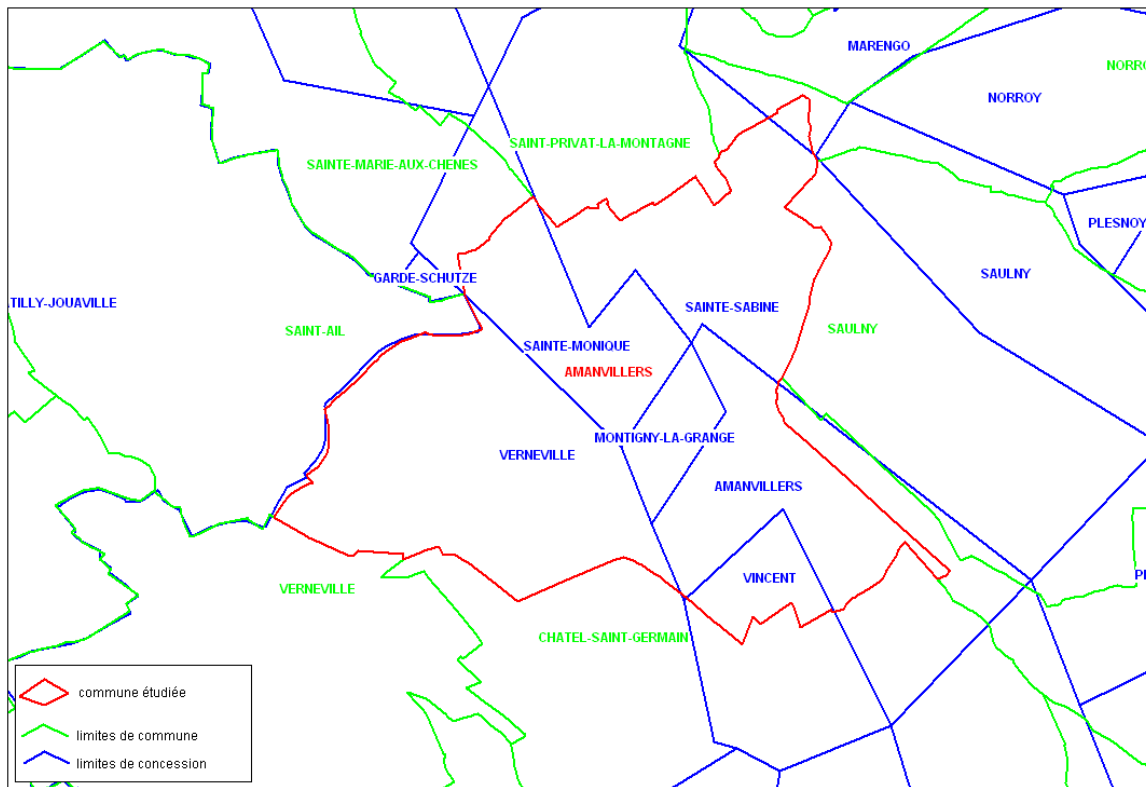 MARENGO
NORRO
NORROY
SAINT-PRIVAT-LA-MONTAGNE
SAINTE-MARIE-AUX-CHENES
PLESNOY
GARDE-SCHUTZE
SAULNY
TILLY-JOUAVILLE
SAINTE-SABINE
SAINT-AIL
SAULNY
SAINTE-MONIQUE
AMANVILLERS
MONTIGNY-LA-GRANGE
VERNEVILLE
AMANVILLERS
VINCENT
VERNEVILLE
CHATEL-SAINT-GERMAIN
commune étudiée
limites de commune
limites de concession